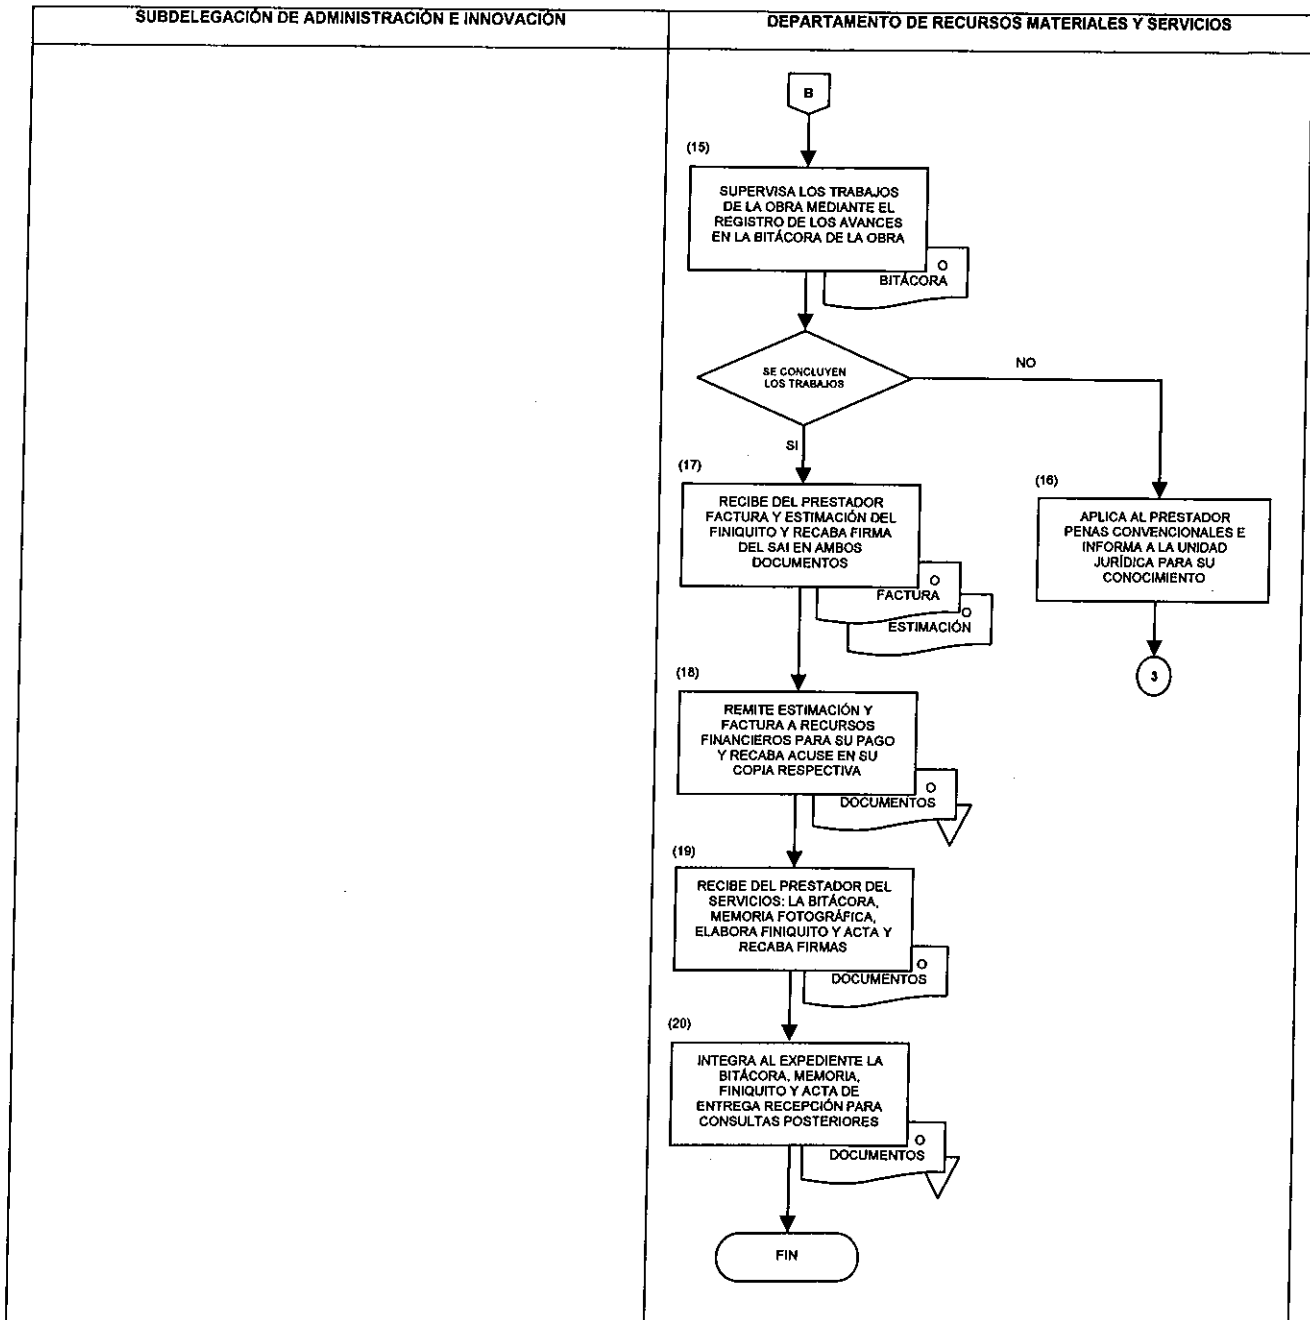 SUBDELEGACIÓN DE ADMINISTRACIÓN E INNOVACIÓN
DEPARTAMENTO DE RECURSOS MATERIALES Y SERVICIOS
B
(15)
SUPERVISA LOS TRABAJOS
DE LA OBRA MEDIANTE EL
REGISTRO DE LOS AVANCES
EN LA BITÁCORA DE LA OBRA
O
BITÁCORA
SE CONCLUYEN
LOS TRABAJOS
NO
SI
(17)
RECIBE DEL PRESTADOR
FACTURA Y ESTIMACIÓN DEL
FINIQUITO Y RECABA FIRMA
DEL SAI EN AMBOS
DOCUMENTOS
O
FACTURA
O
ESTIMACIÓN
(16)
APLICA AL PRESTADOR
PENAS CONVENCIONALES E
INFORMA A LA UNIDAD
JURÍDICA PARA SU
CONOCIMIENTO
3
(18)
REMITE ESTIMACIÓN Y
FACTURA A RECURSOS
FINANCIEROS PARA SU PAGO
Y RECABA ACUSE EN SU
COPIA RESPECTIVA
O
DOCUMENTOS
(19)
RECIBE DEL PRESTADOR DEL
SERVICIOS: LA BITÁCORA,
MEMORIA FOTOGRÁFICA,
ELABORA FINIQUITO Y ACTA Y
RECABA FIRMAS
O
DOCUMENTOS
(20)
INTEGRA AL EXPEDIENTE LA
BITÁCORA, MEMORIA,
FINIQUITO Y ACTA DE
ENTREGA RECEPCIÓN PARA
CONSULTAS POSTERIORES
O
DOCUMENTOS
FIN